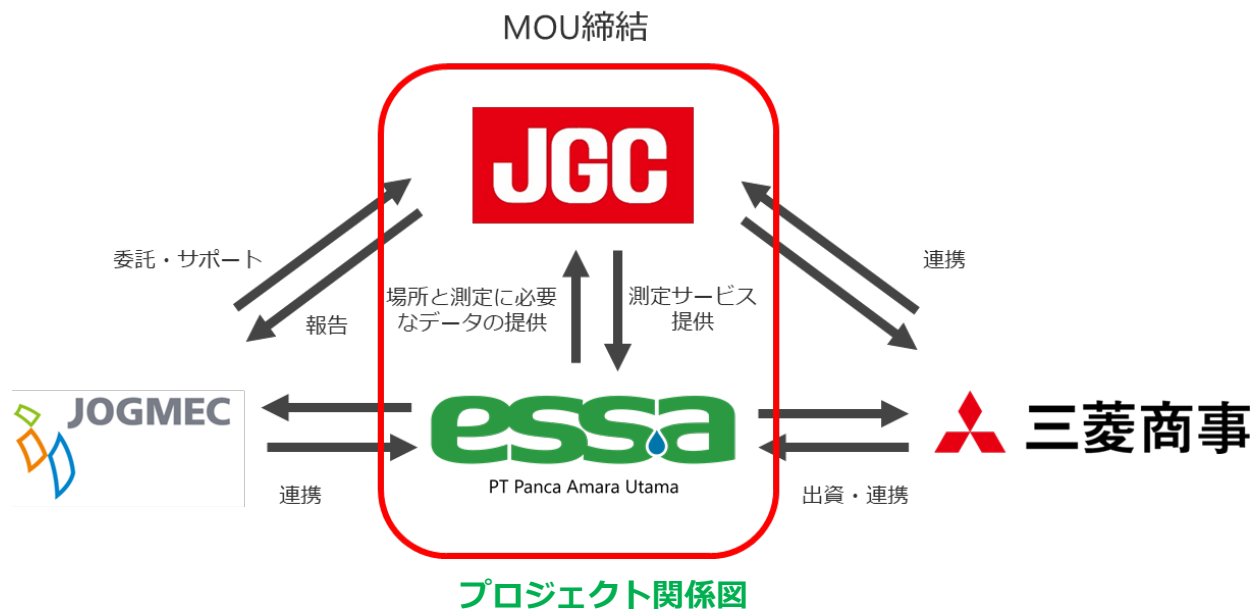 MOU締結
JGC
委託・サポート
報告
場所と測定に必要
なデータの提供
測定サービス
提供
連携
JOGMEC
essa
PT Panca Amara Utama
三菱商事
連携
出資・連携
プロジェクト関係図